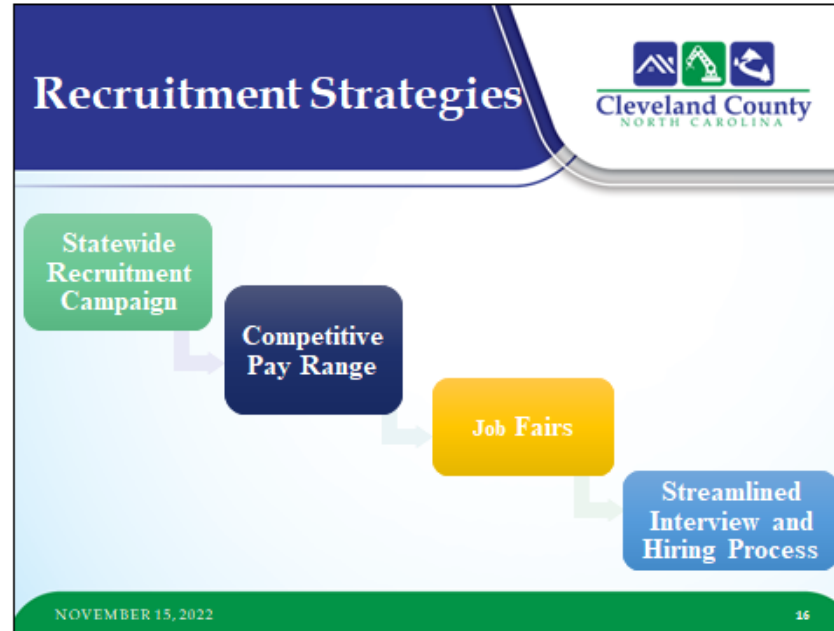 Recruitment Strategies
Cleveland County
NORTH CAROLINA
Statewide
Recruitment
Campaign
Competitive
Pay Range
Job Fairs
Streamlined
Interview and
Hiring Process
NOVEMBER 15, 2022
16